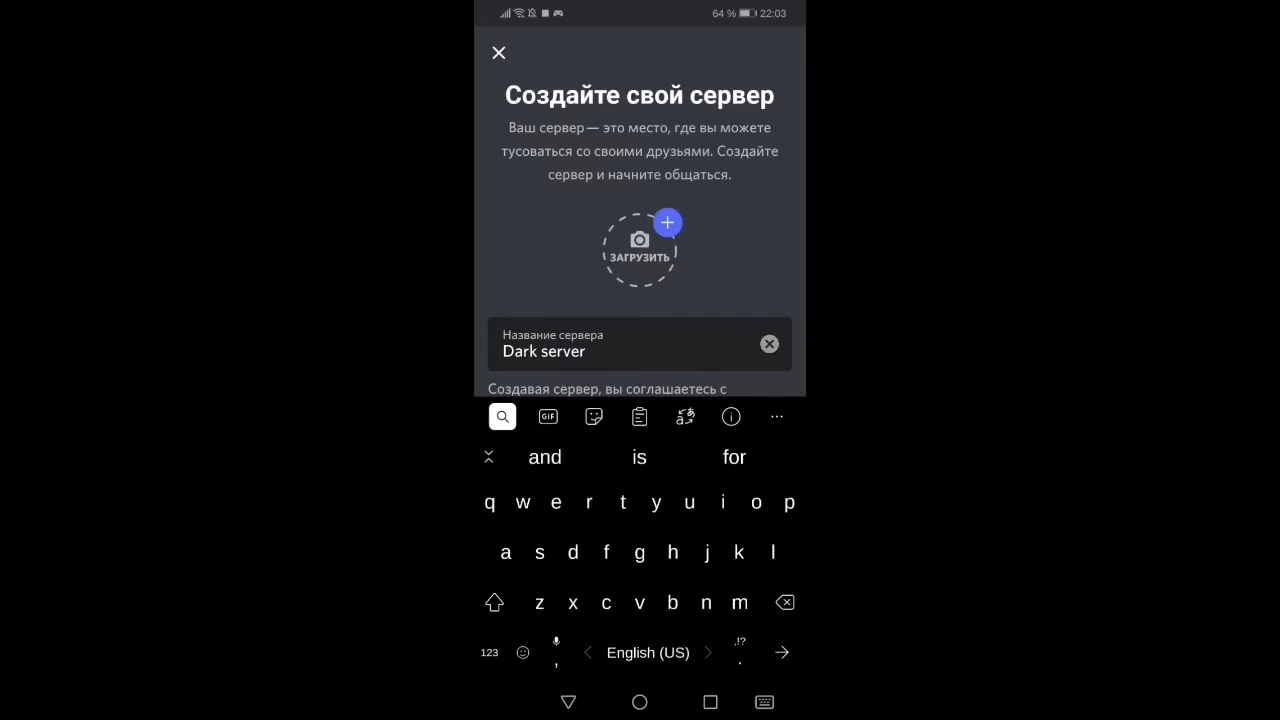 64 % 22:03
Создайте свой сервер
Ваш сервер — это место, где вы можете
тусоваться со своими друзьями. Создайте
сервер и начните общаться.
ЗАГРУЗИТЬ
Название сервера
Dark server
Создавая сервер, вы соглашаетесь с
GIF
and is for
q w e r t y u i o p
a s d f g h j k l
z x c v b n m
,!?
123 , English (US) .